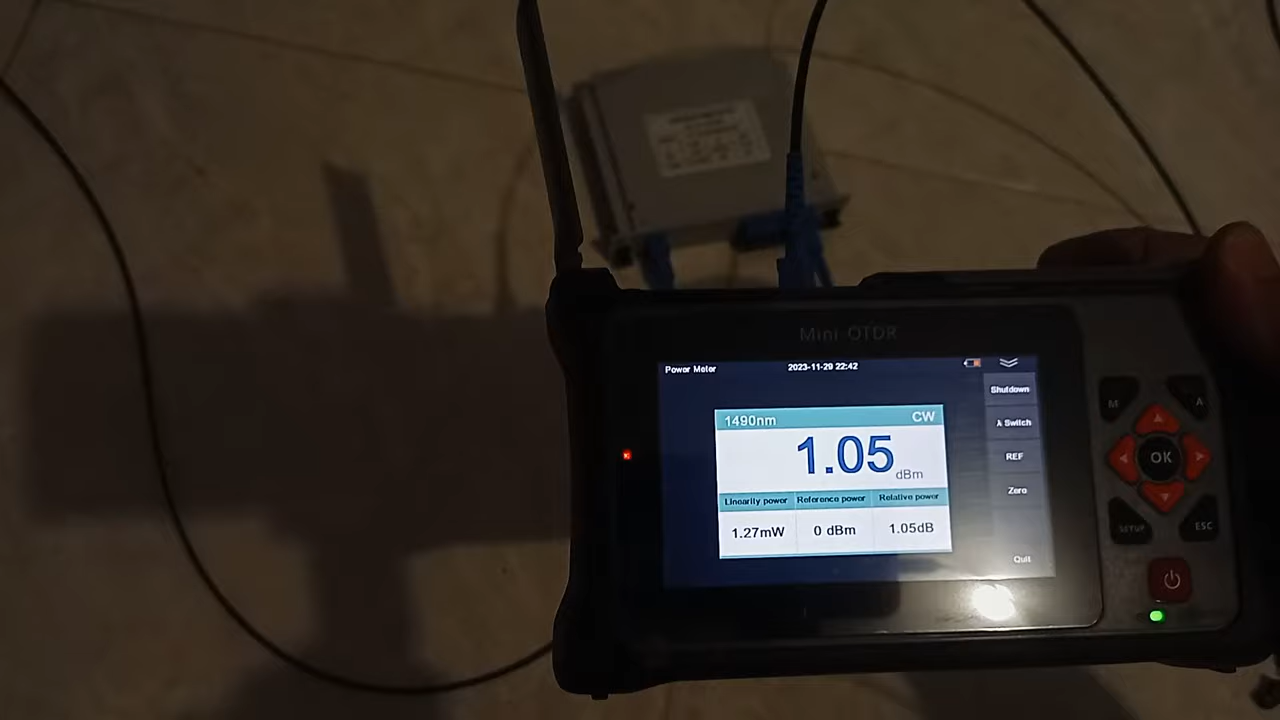 Mini OTDR
Power Meter 2023-11-29 22:42
Shutdown
1490nm CW
λ Switch
1.05 dBm
REF
Linearity power Reference power Relative power
Zero
1.27mW 0 dBm 1.05dB
Quit
M A
OK
SETUP ESC